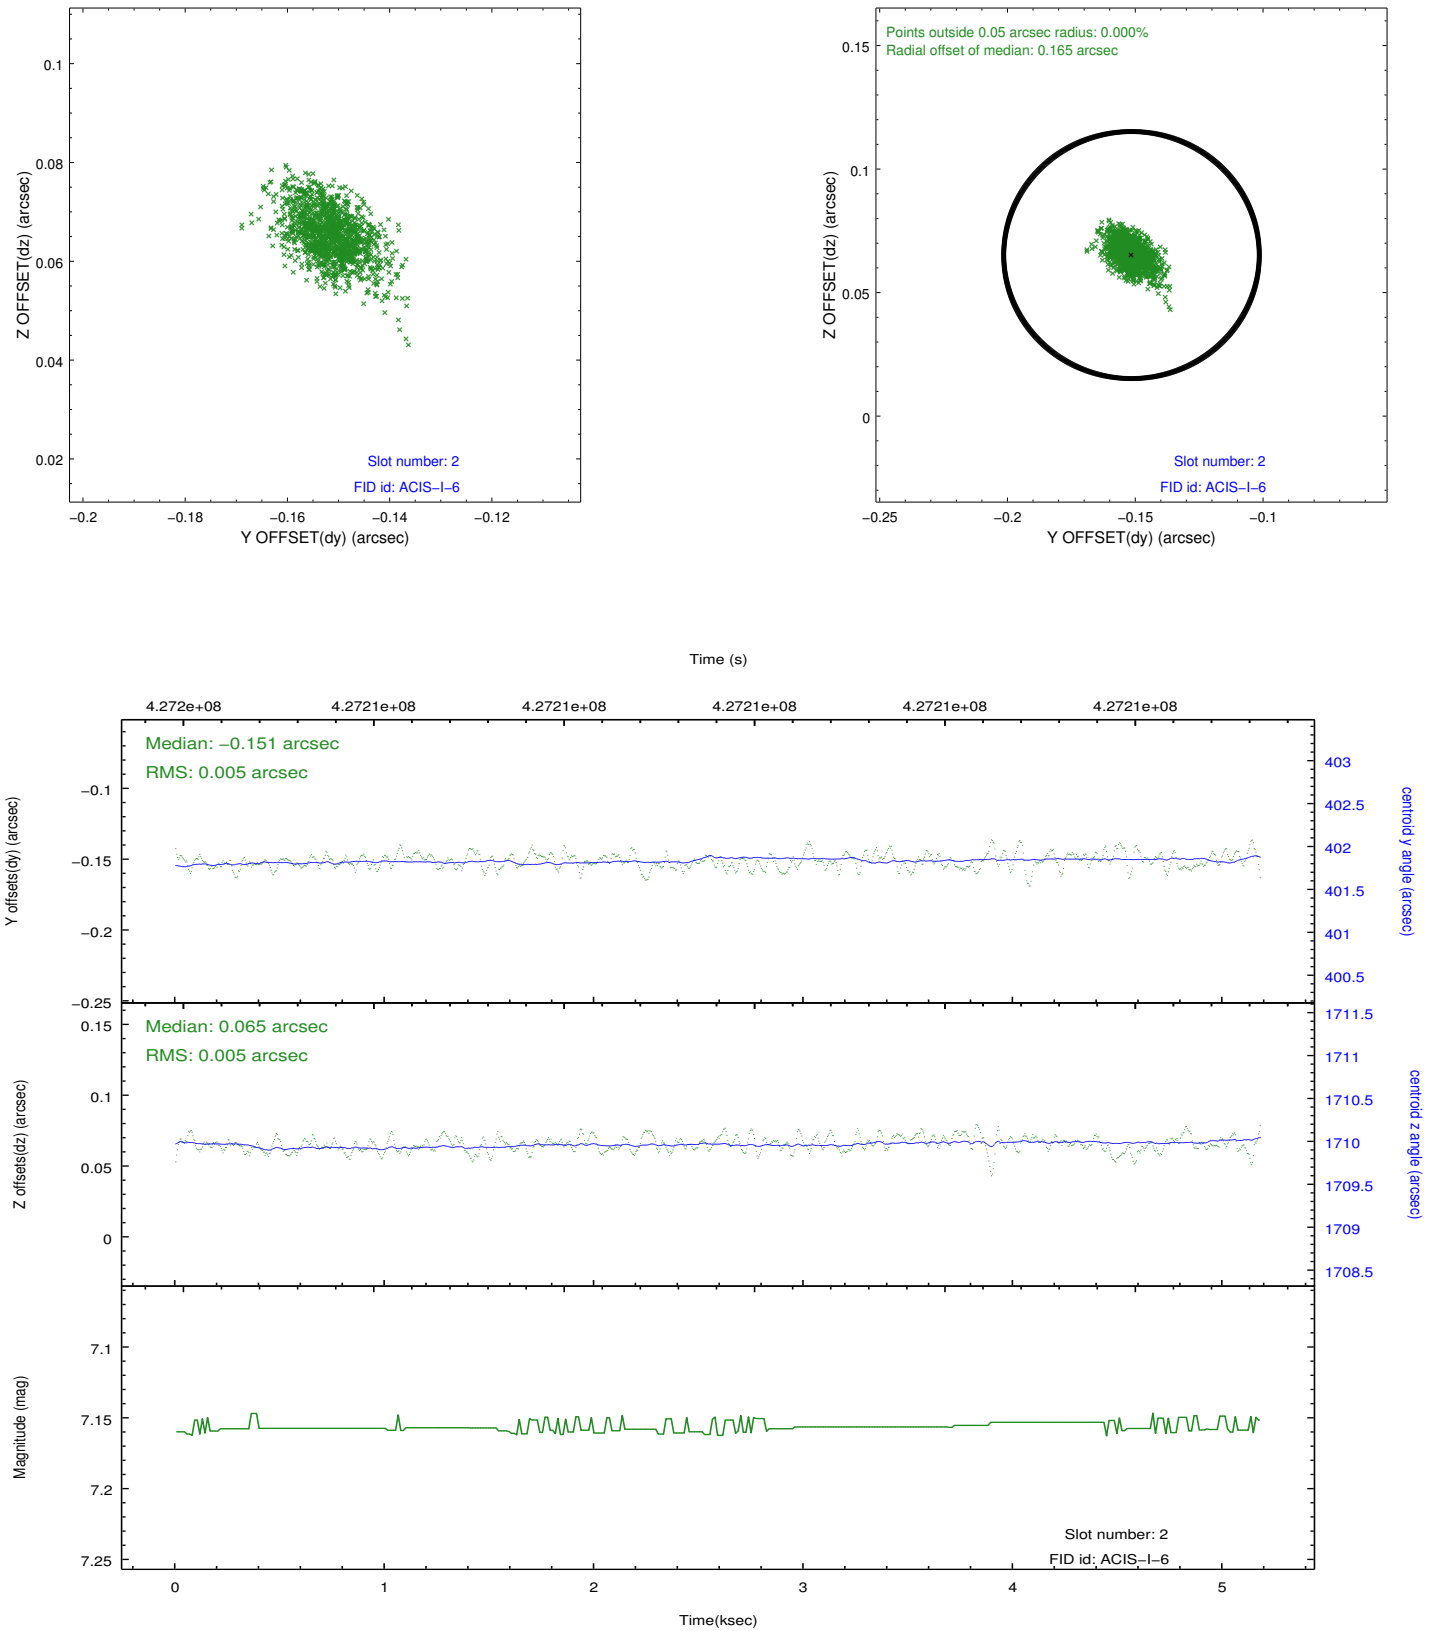 0.1
0.08
0.06
0.04
0.02
Z OFFSET(dz) (arcsec)
Slot number: 2
FID id: ACIS−I−6
−0.2
−0.18
−0.16
−0.14
−0.12
Y OFFSET(dy) (arcsec)
Points outside 0.05 arcsec radius: 0.000%
Radial offset of median: 0.165 arcsec
0.15
0.1
0.05
0
Z OFFSET(dz) (arcsec)
Slot number: 2
FID id: ACIS−I−6
−0.25
−0.2
−0.15
−0.1
Y OFFSET(dy) (arcsec)
Time (s)
4.272e+08
4.2721e+08
4.2721e+08
4.2721e+08
4.2721e+08
4.2721e+08
Median: −0.151 arcsec
RMS: 0.005 arcsec
−0.1
−0.15
−0.2
−0.25
Y offsets(dy) (arcsec)
403
402.5
402
401.5
401
400.5
centroid y angle (arcsec)
Median: 0.065 arcsec
RMS: 0.005 arcsec
0.15
0.1
0.05
0
Z offsets(dz) (arcsec)
1711.5
1711
1710.5
1710
1709.5
1709
1708.5
centroid z angle (arcsec)
7.1
7.15
7.2
7.25
Magnitude (mag)
Slot number: 2
FID id: ACIS−I−6
0
1
2
3
4
5
Time(ksec)